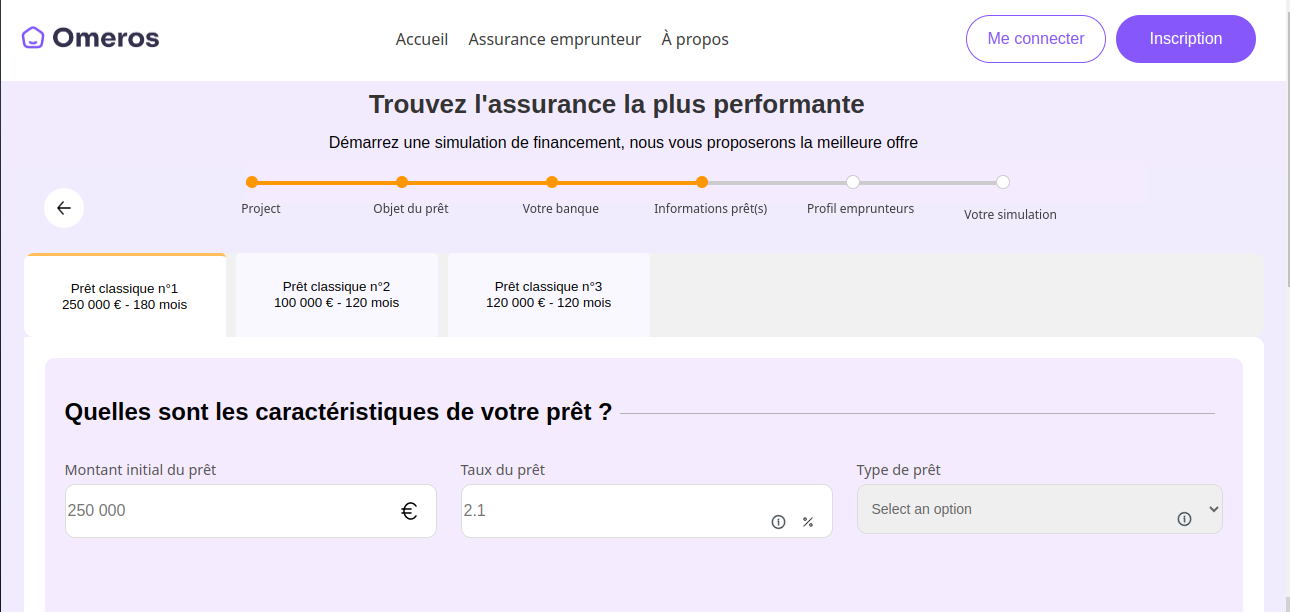 Omeros
Accueil Assurance emprunteur À propos
Me connecter
Inscription
Trouvez l'assurance la plus performante
Démarrez une simulation de financement, nous vous proposerons la meilleure offre
Project
Objet du prêt
Votre banque
Informations prêt(s)
Profil emprunteurs
Votre simulation
Prêt classique n°1
250 000 € - 180 mois
Prêt classique n°2
100 000 € - 120 mois
Prêt classique n°3
120 000 € - 120 mois
Quelles sont les caractéristiques de votre prêt ?
Montant initial du prêt
250 000 €
Taux du prêt
2.1 %
Type de prêt
Select an option